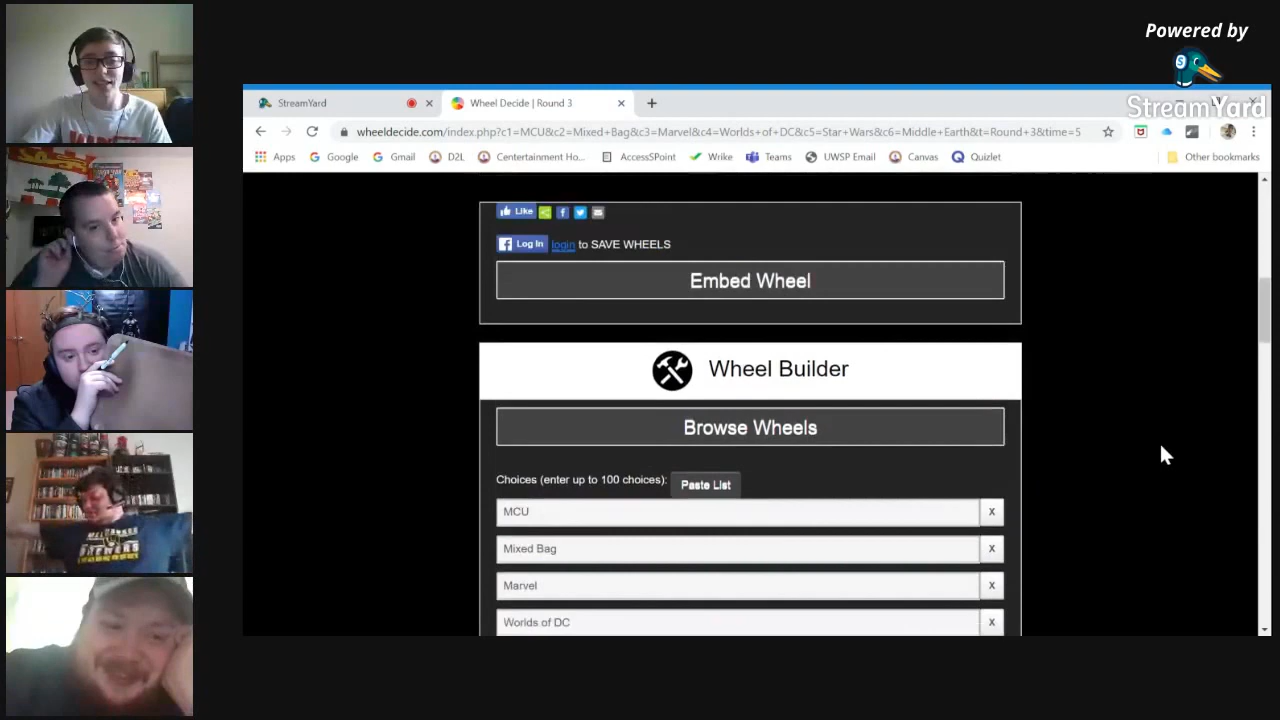 Powered by
StreamYard
StreamYard
Wheel Decide | Round 3
wheeldecide.com/index.php?c1=MCU&c2=Mixed+Bag&c3=Marvel&c4=Worlds+of+DC&c5=Star+Wars&c6=Middle+Earth&t=Round+3&time=5
Apps Google Gmail D2L Centertainment Ho... AccessSPoint Wrike Teams UWSP Email Canvas Quizlet Other bookmarks
Like
Log In login to SAVE WHEELS
Embed Wheel
Wheel Builder
Browse Wheels
Choices (enter up to 100 choices): Paste List
MCU X
Mixed Bag X
Marvel X
Worlds of DC X